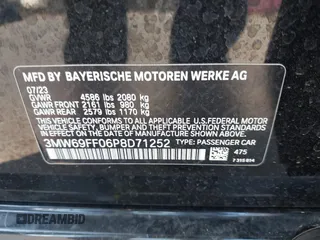 MFD BY BAYERISCHE MOTOREN WERKE AG
07/23
GVWR 4586 lbs 2080 kg
GAWR FRONT 2161 lbs 980 kg
GAWR REAR 2579 lbs 1170 kg
THIS VEHICLE CONFORMS TO ALL APPLICABLE U.S. FEDERAL MOTOR
VEHICLE SAFETY, BUMPER, AND THEFT PREVENTION STANDARDS
IN EFFECT ON THE DATE OF MANUFACTURE SHOWN ABOVE.
3MW69FF06P8D71252 TYPE: PASSENGER CAR
475
DREAMBID